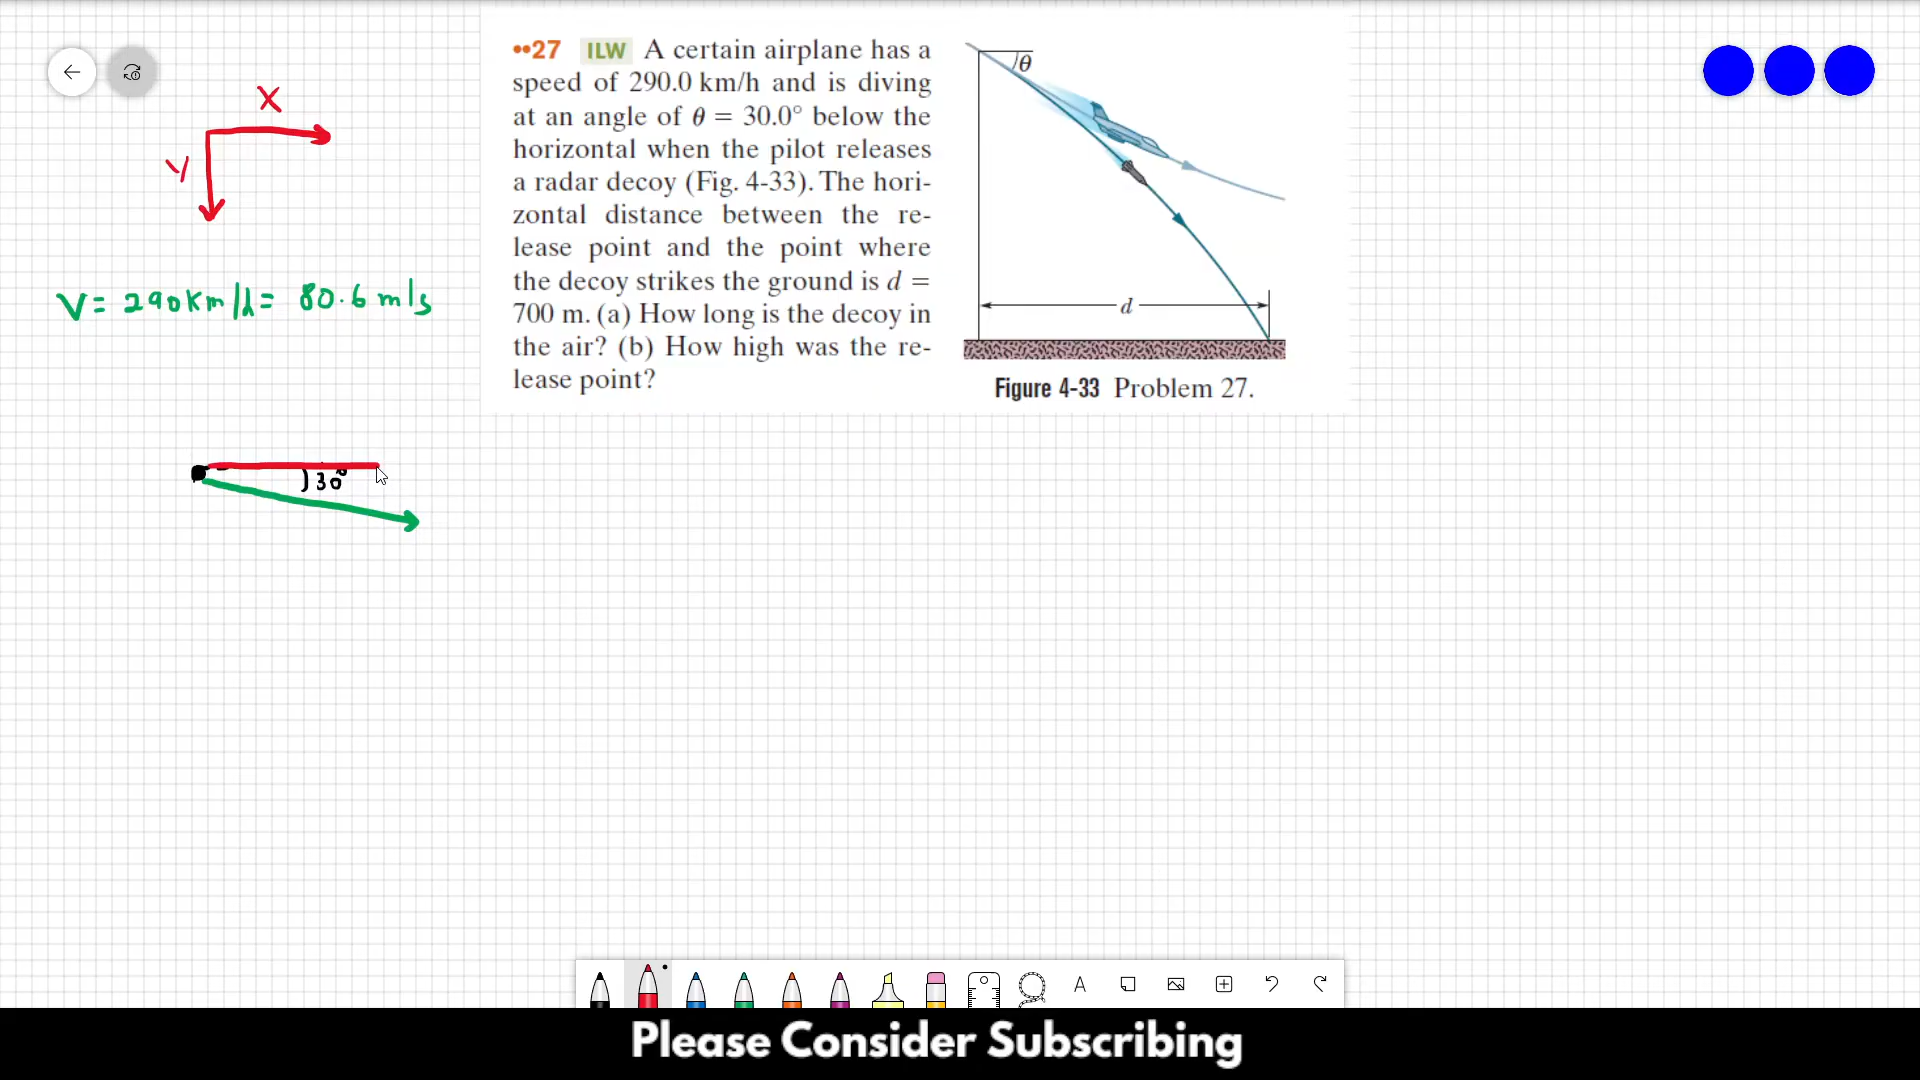 X
Y
V = 290 km/h = 80.6 m/s
30°
••27 ILW A certain airplane has a
speed of 290.0 km/h and is diving
at an angle of θ = 30.0° below the
horizontal when the pilot releases
a radar decoy (Fig. 4-33). The hori-
zontal distance between the re-
lease point and the point where
the decoy strikes the ground is d =
700 m. (a) How long is the decoy in
the air? (b) How high was the re-
lease point?
θ
d
Figure 4-33 Problem 27.
A
Please Consider Subscribing